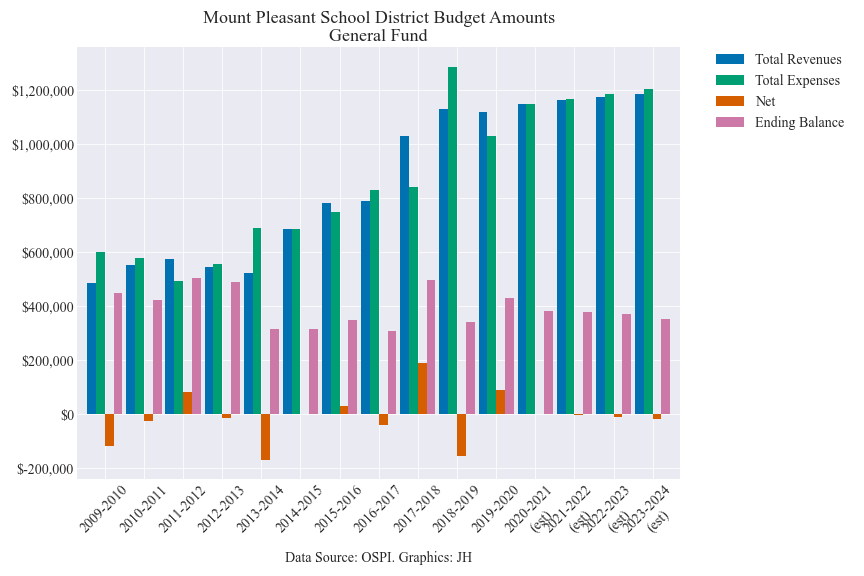 Mount Pleasant School District Budget Amounts
General Fund
Total Revenues
Total Expenses
Net
Ending Balance
$1,200,000
$1,000,000
$800,000
$600,000
$400,000
$200,000
$0
$-200,000
2009-2010
2010-2011
2011-2012
2012-2013
2013-2014
2014-2015
2015-2016
2016-2017
2017-2018
2018-2019
2019-2020
2020-2021
(est)
2021-2022
(est)
2022-2023
(est)
2023-2024
(est)
Data Source: OSPI. Graphics: JH